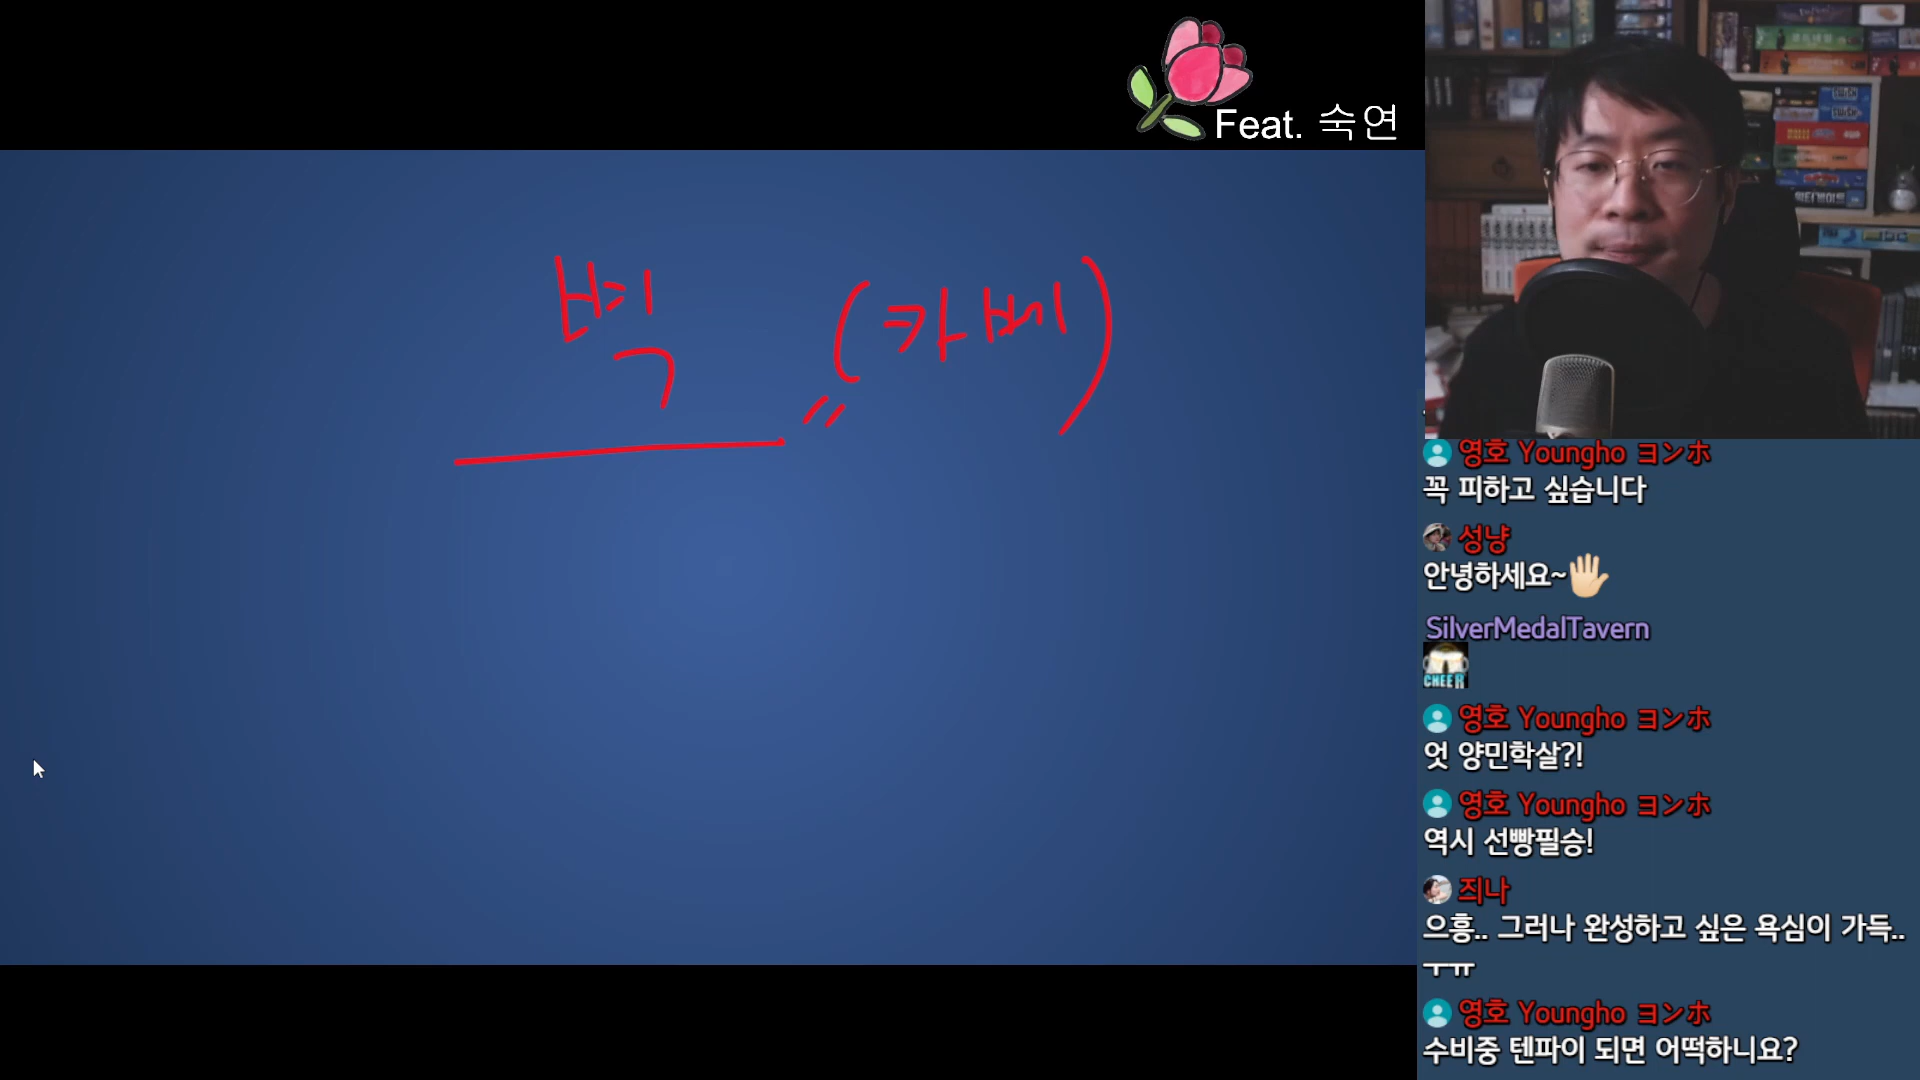 Feat. 숙연
벽 (카베)
영호 Youngho ヨンホ
꼭 피하고 싶습니다
성냥
안녕하세요~
SilverMedalTavern
CHEER
영호 Youngho ヨンホ
엇 양민학살?!
영호 Youngho ヨンホ
역시 선빵필승!
즤나
으흥.. 그러나 완성하고 싶은 욕심이 가득..
ㅜㅠ
영호 Youngho ヨンホ
수비중 텐파이 되면 어떡하니요?